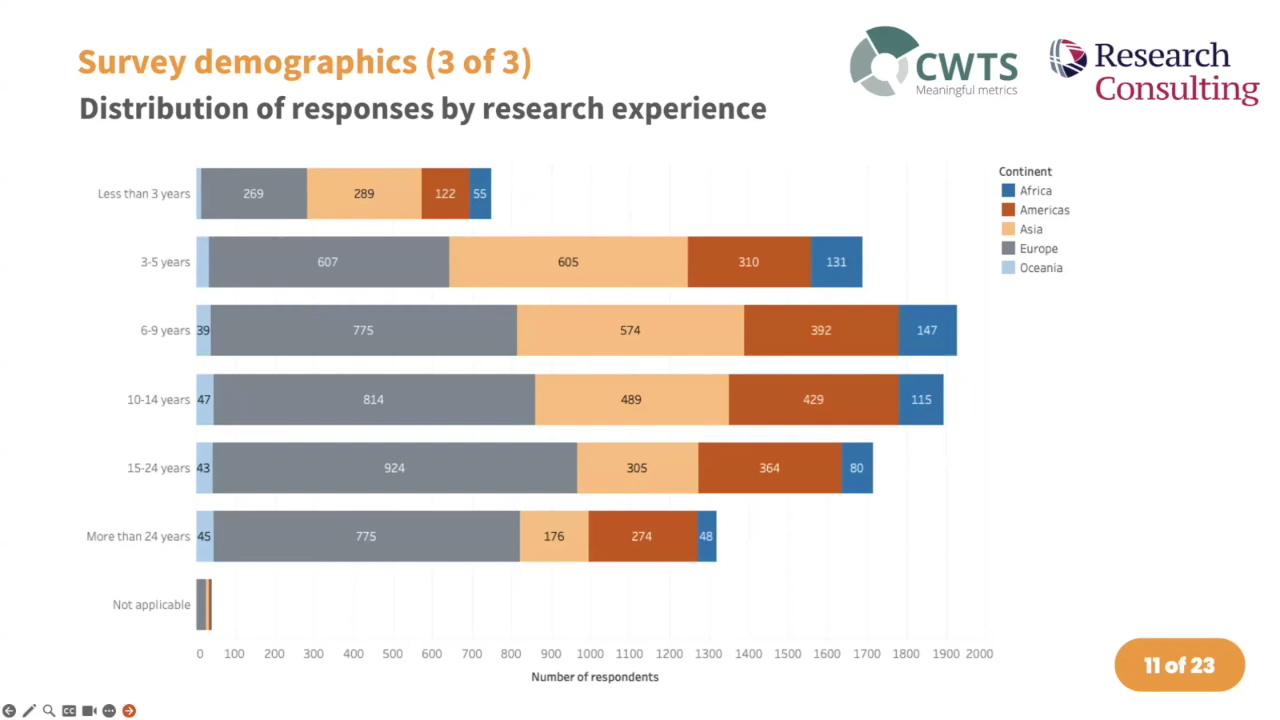 Survey demographics (3 of 3)
Distribution of responses by research experience
CWTS
Meaningful metrics
Research
Consulting
Less than 3 years 269 289 122 55
3-5 years 607 605 310 131
6-9 years 39 775 574 392 147
10-14 years 47 814 489 429 115
15-24 years 43 924 305 364 80
More than 24 years 45 775 176 274 48
Not applicable
0 100 200 300 400 500 600 700 800 900 1000 1100 1200 1300 1400 1500 1600 1700 1800 1900 2000
Number of respondents
Continent
Africa
Americas
Asia
Europe
Oceania
11 of 23
CC